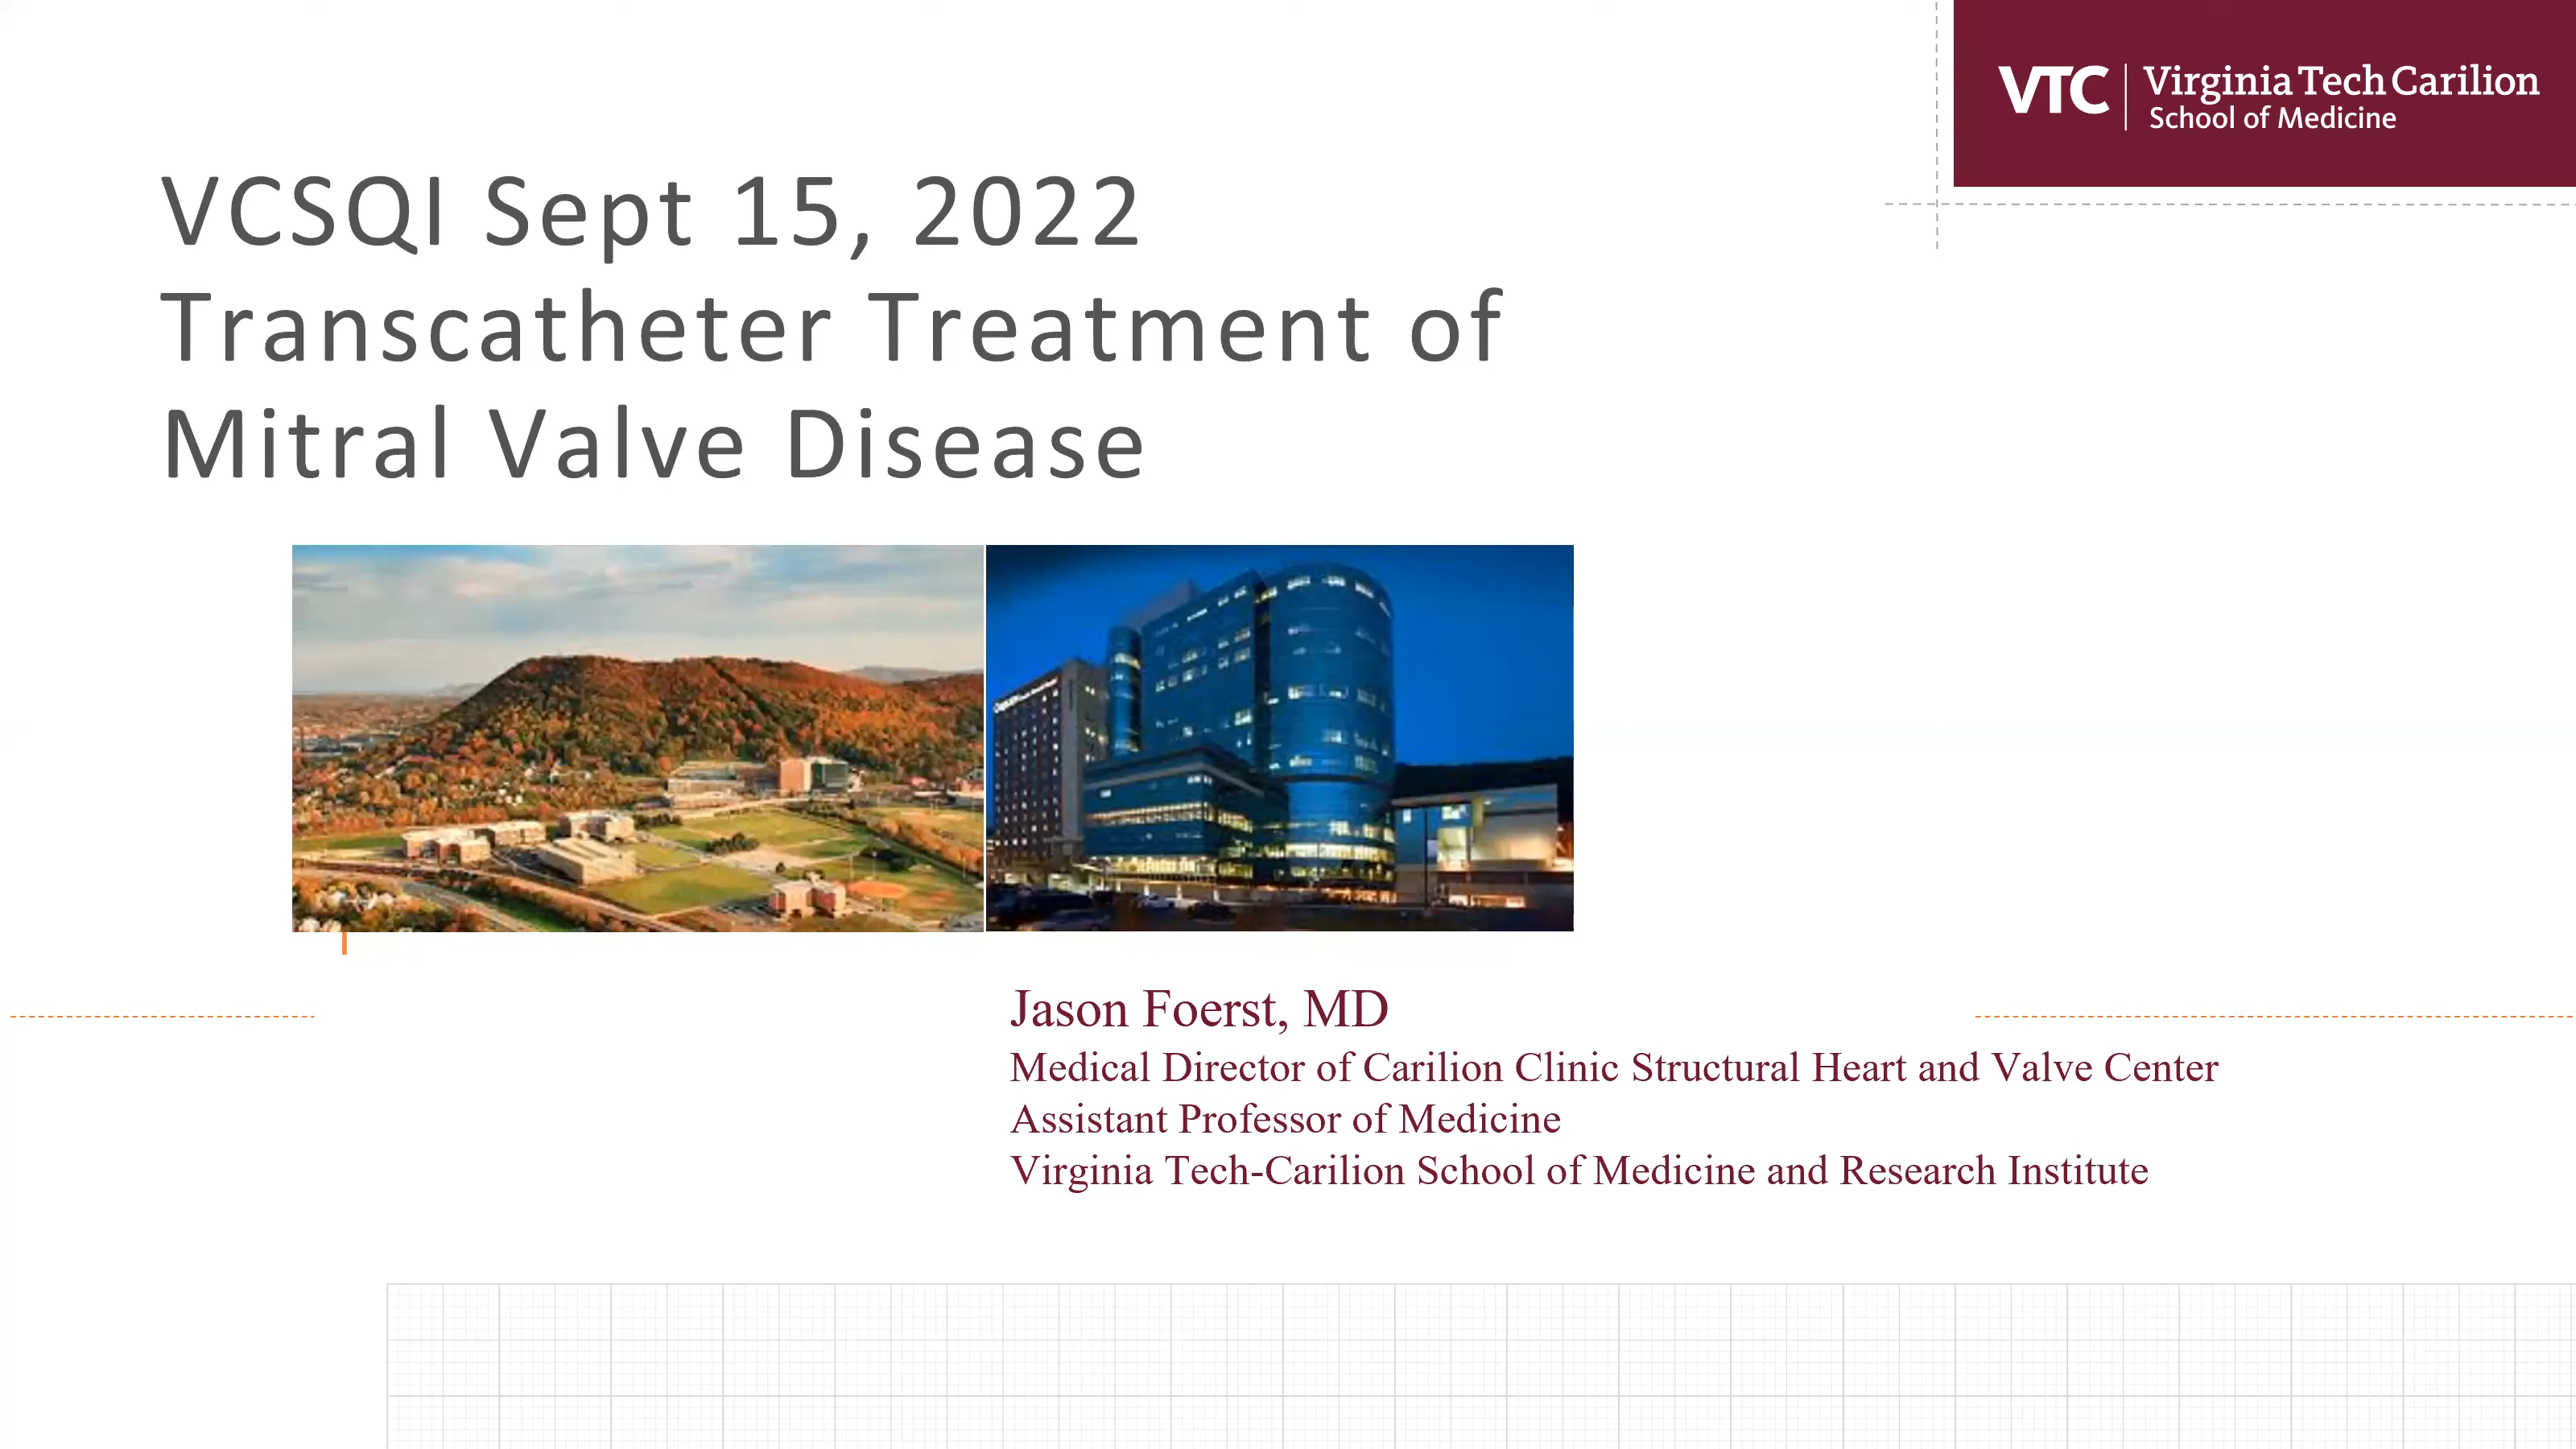 VTC | Virginia Tech Carilion
School of Medicine
VCSQI Sept 15, 2022
Transcatheter Treatment of
Mitral Valve Disease
Jason Foerst, MD
Medical Director of Carilion Clinic Structural Heart and Valve Center
Assistant Professor of Medicine
Virginia Tech-Carilion School of Medicine and Research Institute